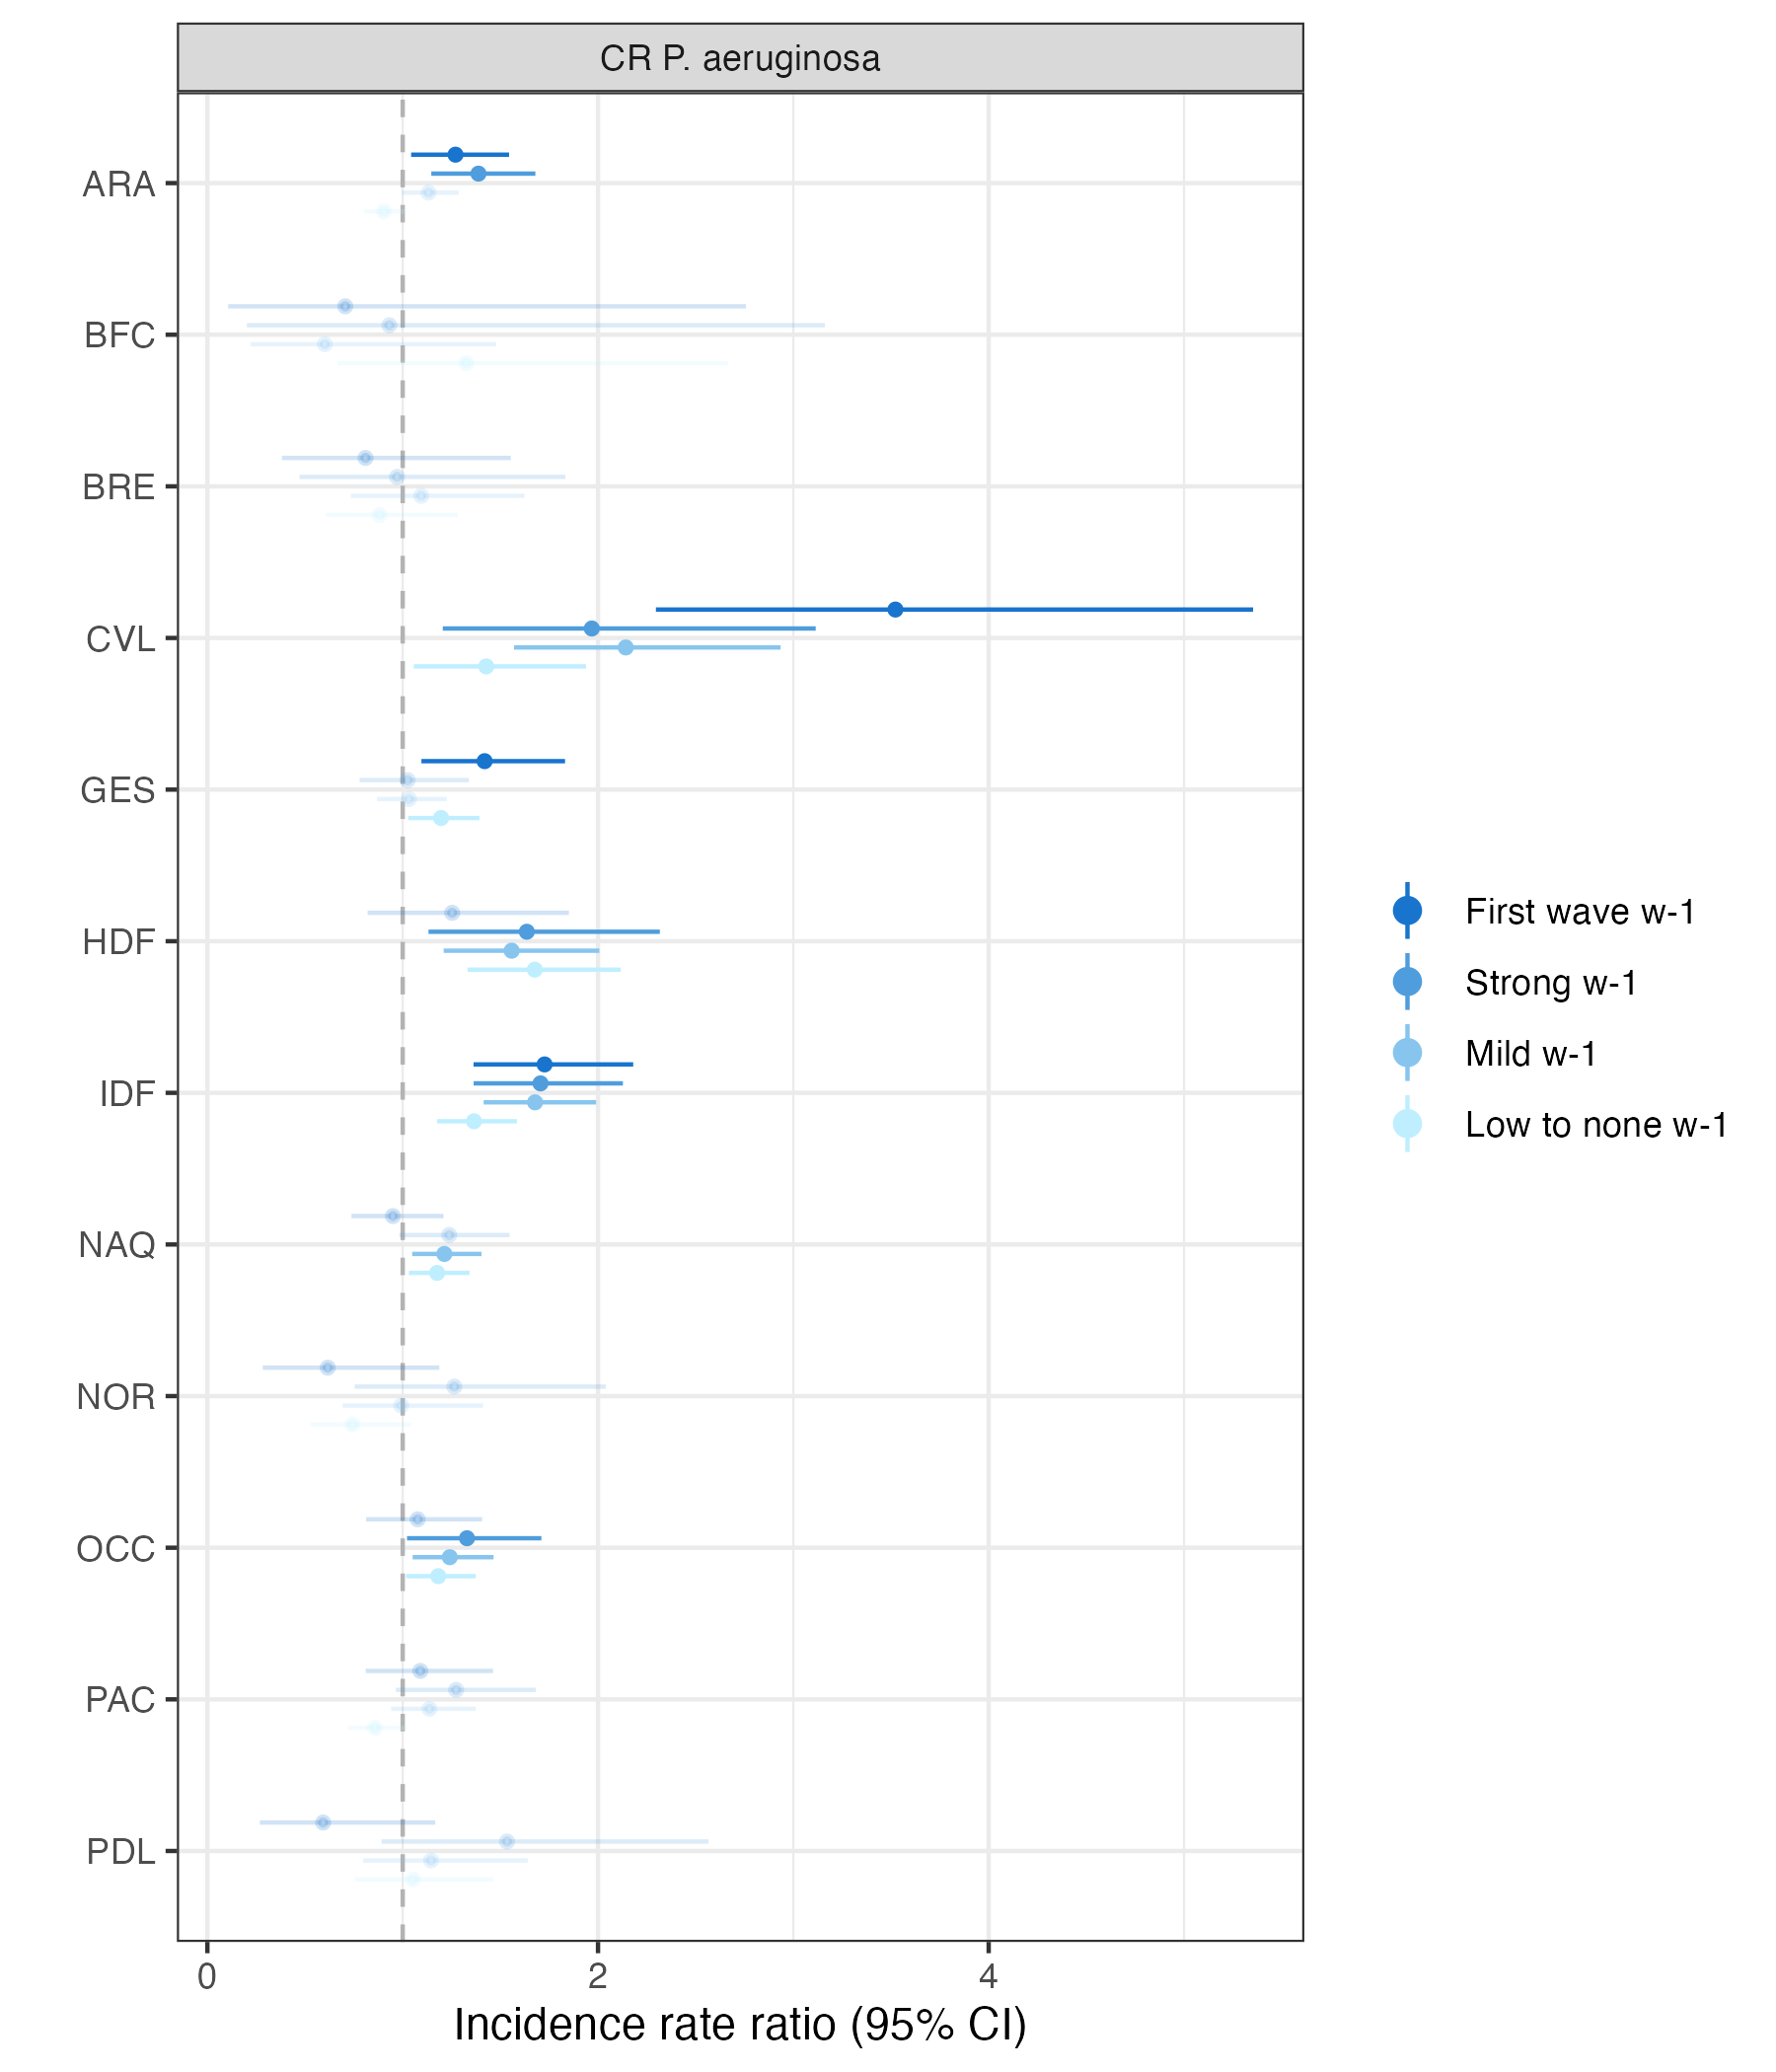 CR P. aeruginosa
ARA
BFC
BRE
CVL
GES
HDF
IDF
NAQ
NOR
OCC
PAC
PDL
0 2 4
Incidence rate ratio (95% CI)
First wave w-1
Strong w-1
Mild w-1
Low to none w-1